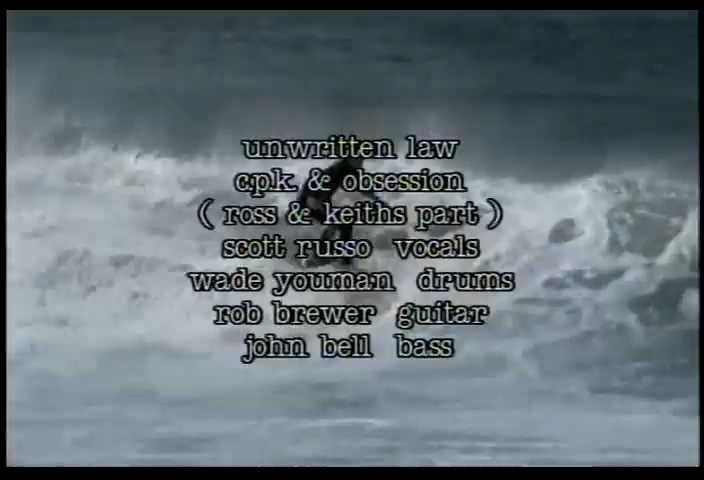 unwritten law
c.p.k. & obsession
( ross & keiths part )
scott russo vocals
wade youman drums
rob brewer guitar
john bell bass